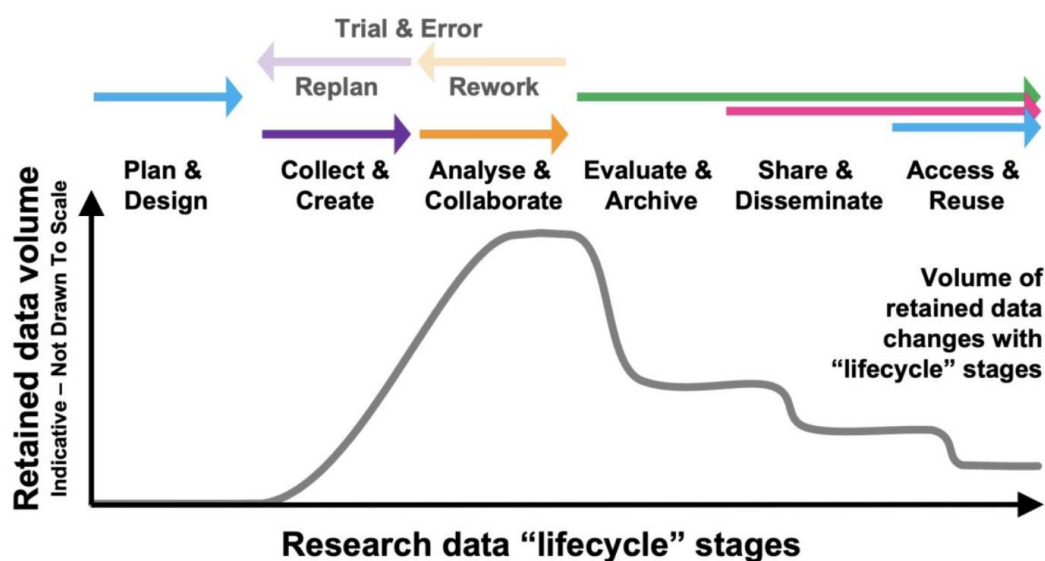 Trial & Error
Replan
Rework
Plan &
Design
Collect &
Create
Analyse &
Collaborate
Evaluate &
Archive
Share &
Disseminate
Access &
Reuse
Retained data volume
Indicative – Not Drawn To Scale
Volume of
retained data
changes with
“lifecycle” stages
Research data “lifecycle” stages